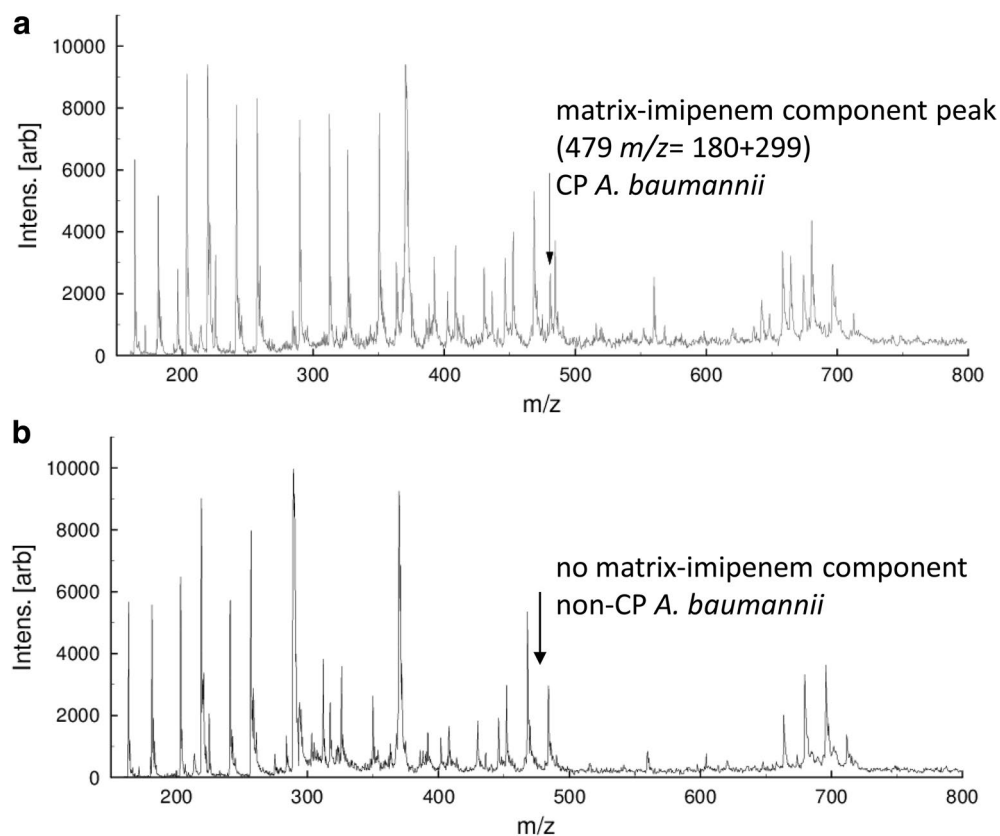 a
10000
8000
6000
4000
2000
0
Intens. [arb]
matrix-imipenem component peak
(479 m/z= 180+299)
CP A. baumannii
200 300 400 500 600 700 800
m/z
b
10000
8000
6000
4000
2000
0
Intens. [arb]
no matrix-imipenem component
non-CP A. baumannii
200 300 400 500 600 700 800
m/z